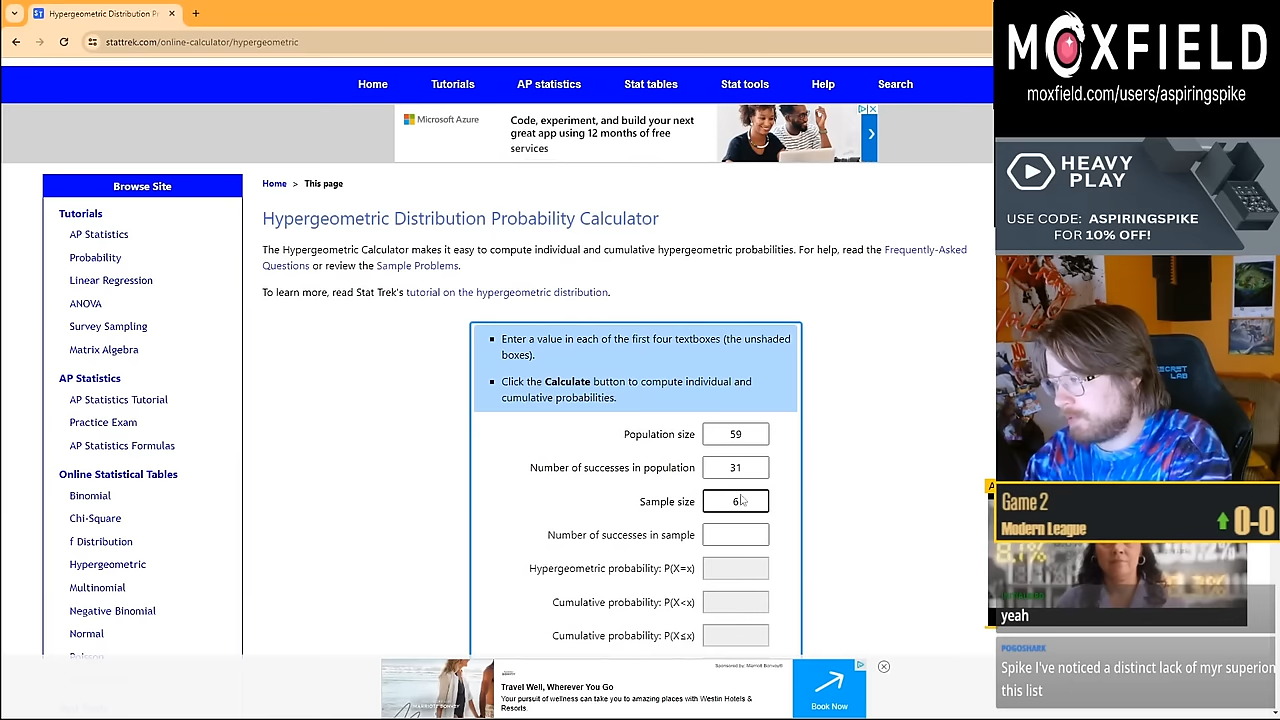 Hypergeometric Distribution P
stattrek.com/online-calculator/hypergeometric
Home
Tutorials
AP statistics
Stat tables
Stat tools
Help
Search
Microsoft Azure
Code, experiment, and build your next
great app using 12 months of free
services
Browse Site
Tutorials
AP Statistics
Probability
Linear Regression
ANOVA
Survey Sampling
Matrix Algebra
AP Statistics
AP Statistics Tutorial
Practice Exam
AP Statistics Formulas
Online Statistical Tables
Binomial
Chi-Square
f Distribution
Hypergeometric
Multinomial
Negative Binomial
Normal
Home > This page
Hypergeometric Distribution Probability Calculator
The Hypergeometric Calculator makes it easy to compute individual and cumulative hypergeometric probabilities. For help, read the Frequently-Asked
Questions or review the Sample Problems.
To learn more, read Stat Trek's tutorial on the hypergeometric distribution.
Enter a value in each of the first four textboxes (the unshaded
boxes).
Click the Calculate button to compute individual and
cumulative probabilities.
Population size 59
Number of successes in population 31
Sample size 6
Number of successes in sample
Hypergeometric probability: P(X=x)
Cumulative probability: P(X<x)
Cumulative probability: P(X≤x)
Travel Well, Wherever You Go
Your pursuit of wellness can take you to amazing places with Westin Hotels &
Resorts.
Book Now
MOXFIELD
moxfield.com/users/aspiringspike
HEAVY
PLAY
USE CODE: ASPIRINGSPIKE
FOR 10% OFF!
Game 2
Modern League
0-0
8.1%
yeah
POGOSHARK
Spike I've noticed a distinct lack of myr superior
this list